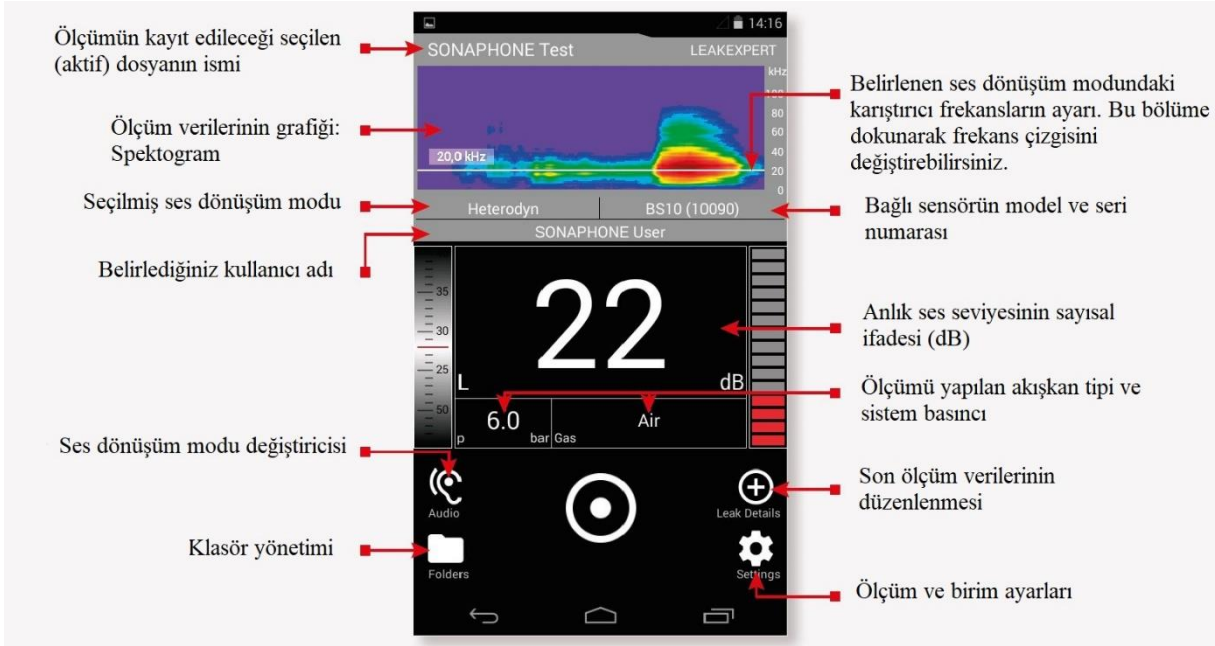 Ölçümün kayıt edileceği seçilen
(aktif) dosyanın ismi
Ölçüm verilerinin grafiği:
Spektogram
Seçilmiş ses dönüşüm modu
Belirlediğiniz kullanıcı adı
Ses dönüşüm modu değiştiricisi
Klasör yönetimi
14:16
SONAPHONE Test
LEAKEXPERT
kHz
100
80
60
40
20
0
20,0 kHz
Heterodyn
BS10 (10090)
SONAPHONE User
35
30
25
50
22
L
dB
6.0
p
bar
Gas
Air
Audio
Leak Details
Folders
Settings
Belirlenen ses dönüşüm modundaki
karıştırıcı frekansların ayarı. Bu bölüme
dokunarak frekans çizgisini
değiştirebilirsiniz.
Bağlı sensörün model ve seri
numarası
Anlık ses seviyesinin sayısal
ifadesi (dB)
Ölçümü yapılan akışkan tipi ve
sistem basıncı
Son ölçüm verilerinin
düzenlenmesi
Ölçüm ve birim ayarları